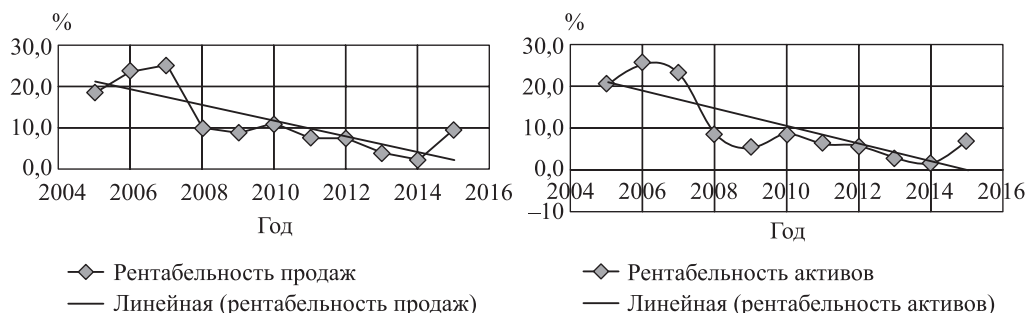 %
30,0
20,0
10,0
0,0
2004 2006 2008 2010 2012 2014 2016
Год
Рентабельность продаж
Линейная (рентабельность продаж)
%
30,0
20,0
10,0
0,0
2004 2006 2008 2010 2012 2014 2016
–10
Год
Рентабельность активов
Линейная (рентабельность активов)